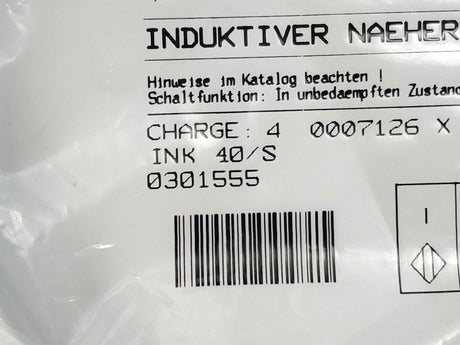 INDUKTIVER NAEHER
Hinweise im Katalog beachten !
Schaltfunktion: In unbedaempften Zustand
CHARGE: 4 0007126 X
INK 40/S
0301555
I